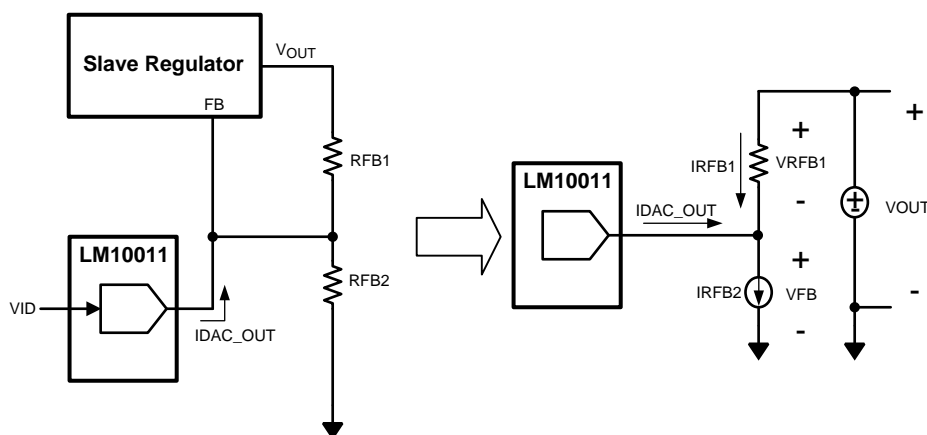 Slave Regulator
VOUT
FB
RFB1
LM10011
RFB2
VID
IDAC_OUT
LM10011
IDAC_OUT
IRFB1
+
VRFB1
-
IRFB2
+
VFB
-
+
VOUT
-